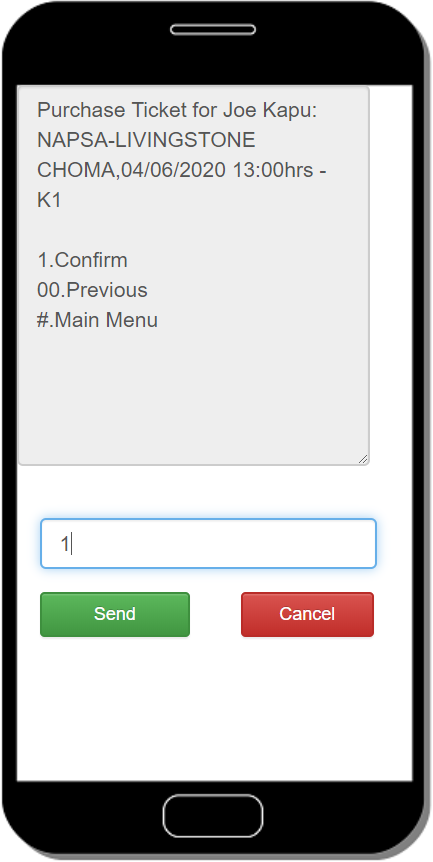 Purchase Ticket for Joe Kapu:
NAPSA-LIVINGSTONE
CHOMA,04/06/2020 13:00hrs -
K1
1.Confirm
00.Previous
#.Main Menu
1
Send Cancel